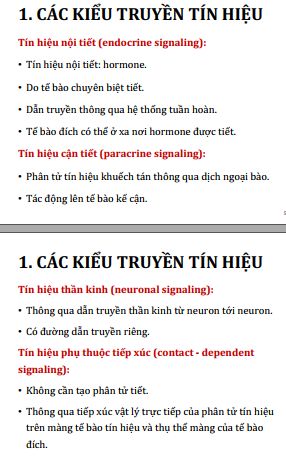 1. CÁC KIỂU TRUYỀN TÍN HIỆU
Tín hiệu nội tiết (endocrine signaling):
• Tín hiệu nội tiết: hormone.
• Do tế bào chuyên biệt tiết.
• Dẫn truyền thông qua hệ thống tuần hoàn.
• Tế bào đích có thể ở xa nơi hormone được tiết.
Tín hiệu cận tiết (paracrine signaling):
• Phân tử tín hiệu khuếch tán thông qua dịch ngoại bào.
• Tác động lên tế bào kế cận.
1. CÁC KIỂU TRUYỀN TÍN HIỆU
Tín hiệu thần kinh (neuronal signaling):
• Thông qua dẫn truyền thần kinh từ neuron tới neuron.
• Có đường dẫn truyền riêng.
Tín hiệu phụ thuộc tiếp xúc (contact - dependent
signaling):
• Không cần tạo phân tử tiết.
• Thông qua tiếp xúc vật lý trực tiếp của phân tử tín hiệu
trên màng tế bào tín hiệu và thụ thể màng của tế bào
đích.